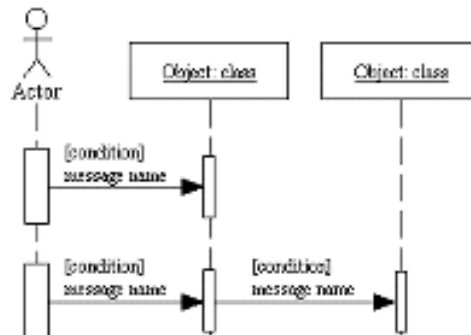 Object: class
Object: class
Actor
[condition]
message name
[condition]
message name
[condition]
message name